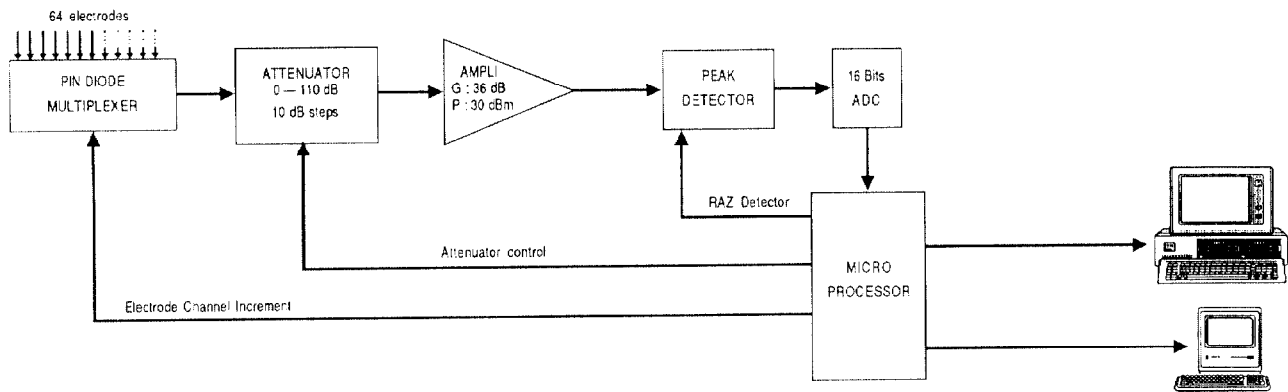 64 electrodes
PIN DIODE
MULTIPLEXER
ATTENUATOR
0 — 110 dB
10 dB steps
AMPLI
G : 36 dB
P : 30 dBm
PEAK
DETECTOR
16 Bits
ADC
RAZ Detector
Attenuator control
Electrode Channel Increment
MICRO
PROCESSOR